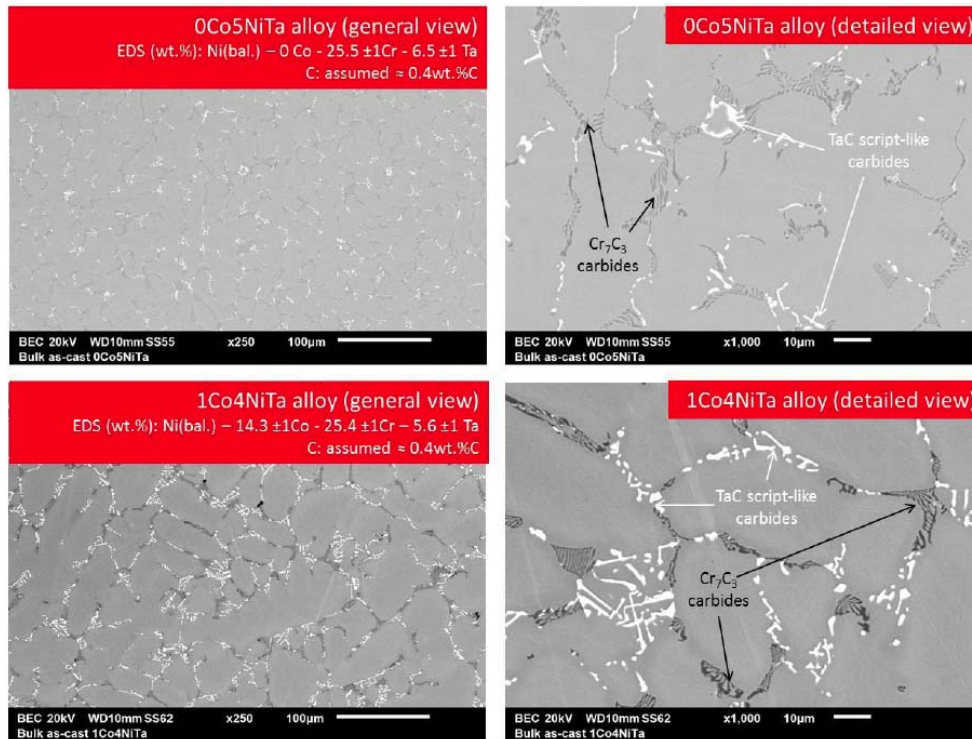 0Co5NiTa alloy (general view)
EDS (wt.%): Ni(bal.) – 0 Co - 25.5 ±1Cr - 6.5 ±1 Ta
C: assumed ≈ 0.4wt.%C
BEC 20kV WD10mm SS55 x250 100µm
Bulk as-cast 0Co5NiTa
0Co5NiTa alloy (detailed view)
TaC script-like
carbides
Cr₇C₃
carbides
BEC 20kV WD10mm SS55 x1,000 10µm
Bulk as-cast 0Co5NiTa
1Co4NiTa alloy (general view)
EDS (wt.%): Ni(bal.) – 14.3 ±1Co - 25.4 ±1Cr – 5.6 ±1 Ta
C: assumed ≈ 0.4wt.%C
BEC 20kV WD10mm SS62 x250 100µm
Bulk as-cast 1Co4NiTa
1Co4NiTa alloy (detailed view)
TaC script-like
carbides
Cr₇C₃
carbides
BEC 20kV WD10mm SS62 x1,000 10µm
Bulk as-cast 1Co4NiTa